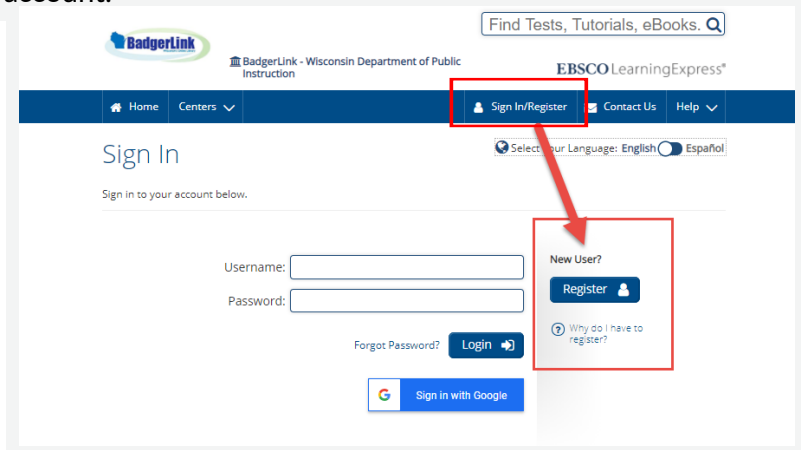 account.
BadgerLink
Find Tests, Tutorials, eBooks.
BadgerLink - Wisconsin Department of Public
Instruction
EBSCO LearningExpress®
Home Centers Sign In/Register Contact Us Help
Sign In
Select your Language: English Español
Sign in to your account below.
New User?
Username:
Register
Password:
? Why do I have to
register?
Forgot Password? Login
G Sign in with Google